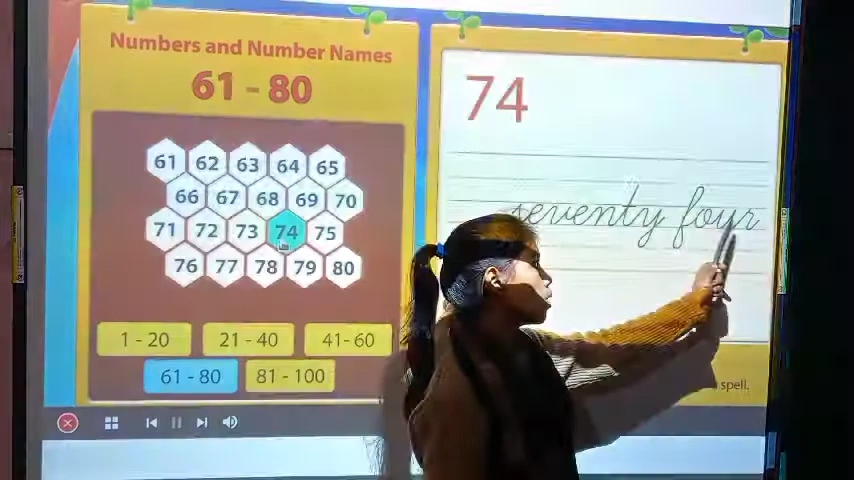 Numbers and Number Names
61 - 80
61 62 63 64 65
66 67 68 69 70
71 72 73 74 75
76 77 78 79 80
1 - 20 21 - 40 41- 60
61 - 80 81 - 100
74
seventy four
spell.